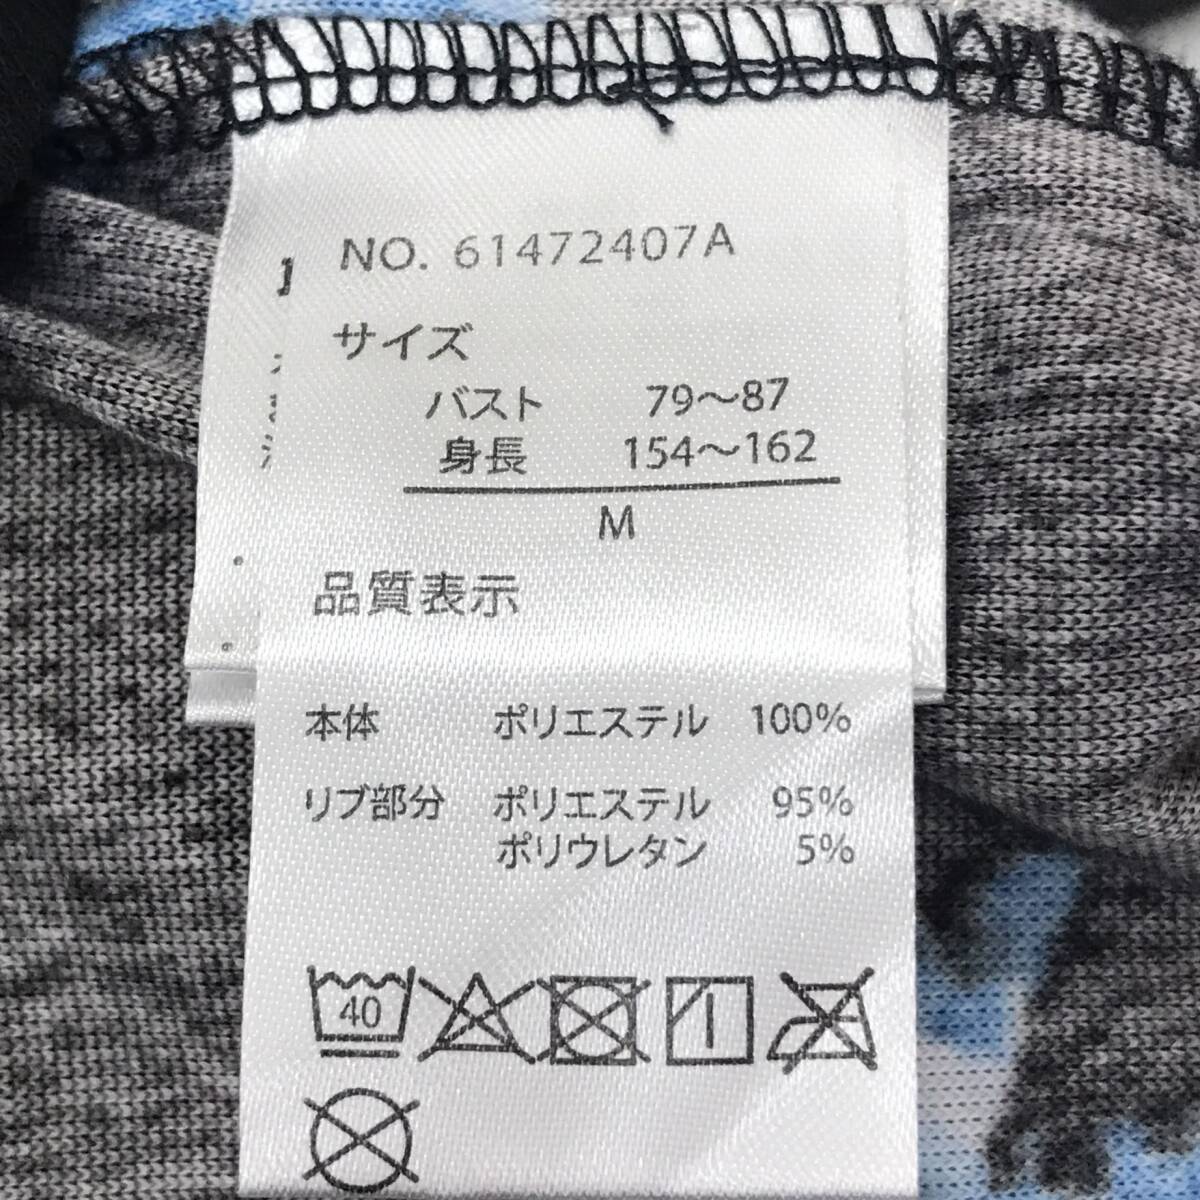 NO. 61472407A
サイズ
バスト 79～87
身長 154～162
M
品質表示
本体 ポリエステル 100%
リブ部分 ポリエステル 95%
ポリウレタン 5%
40